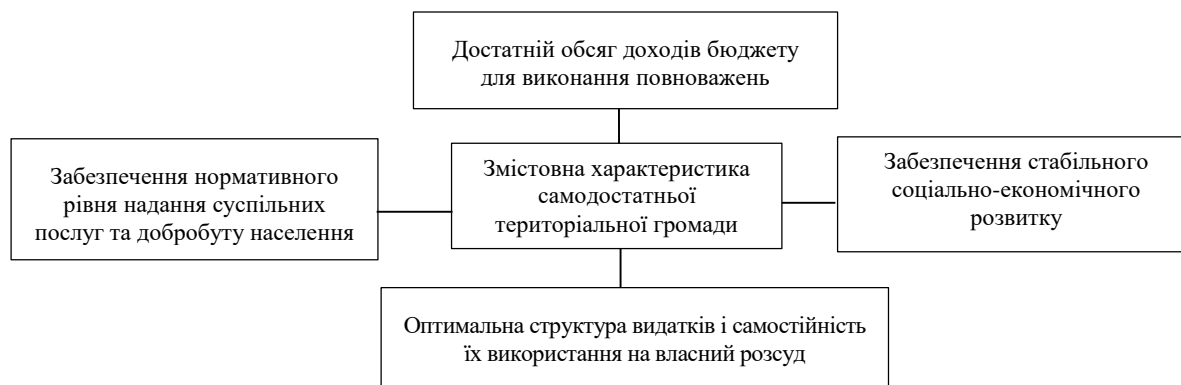 Достатній обсяг доходів бюджету
для виконання повноважень
Забезпечення нормативного
рівня надання суспільних
послуг та добробуту населення
Змістовна характеристика
самодостатньої
територіальної громади
Забезпечення стабільного
соціально-економічного
розвитку
Оптимальна структура видатків і самостійність
їх використання на власний розсуд